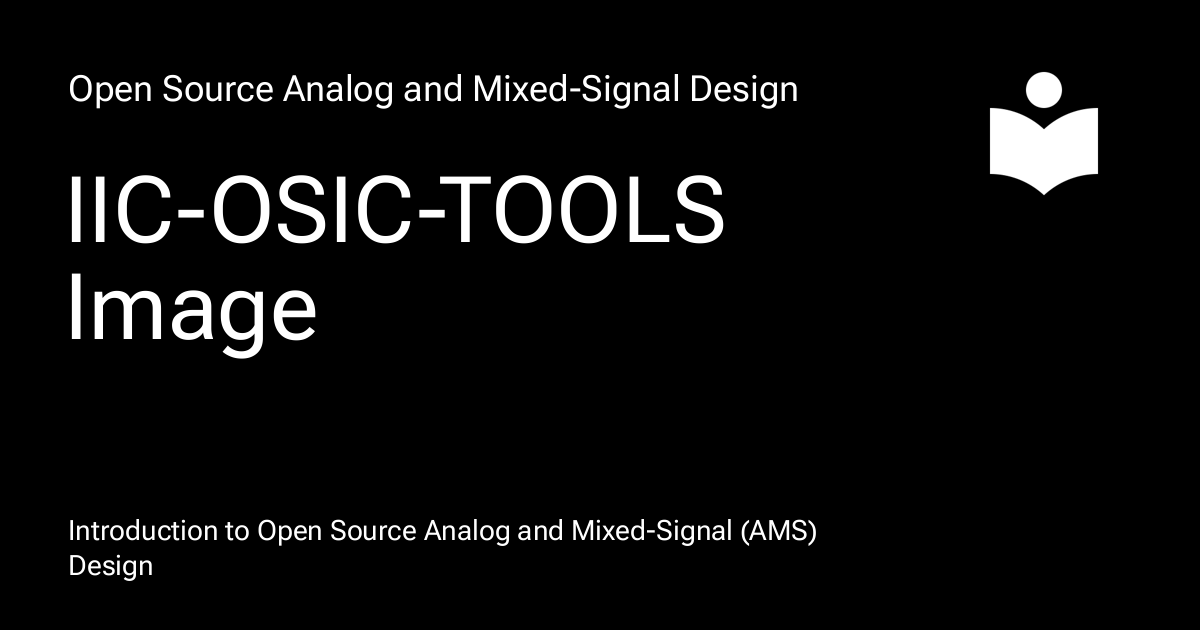 Open Source Analog and Mixed-Signal Design
IIC-OSIC-TOOLS
Image
Introduction to Open Source Analog and Mixed-Signal (AMS)
Design